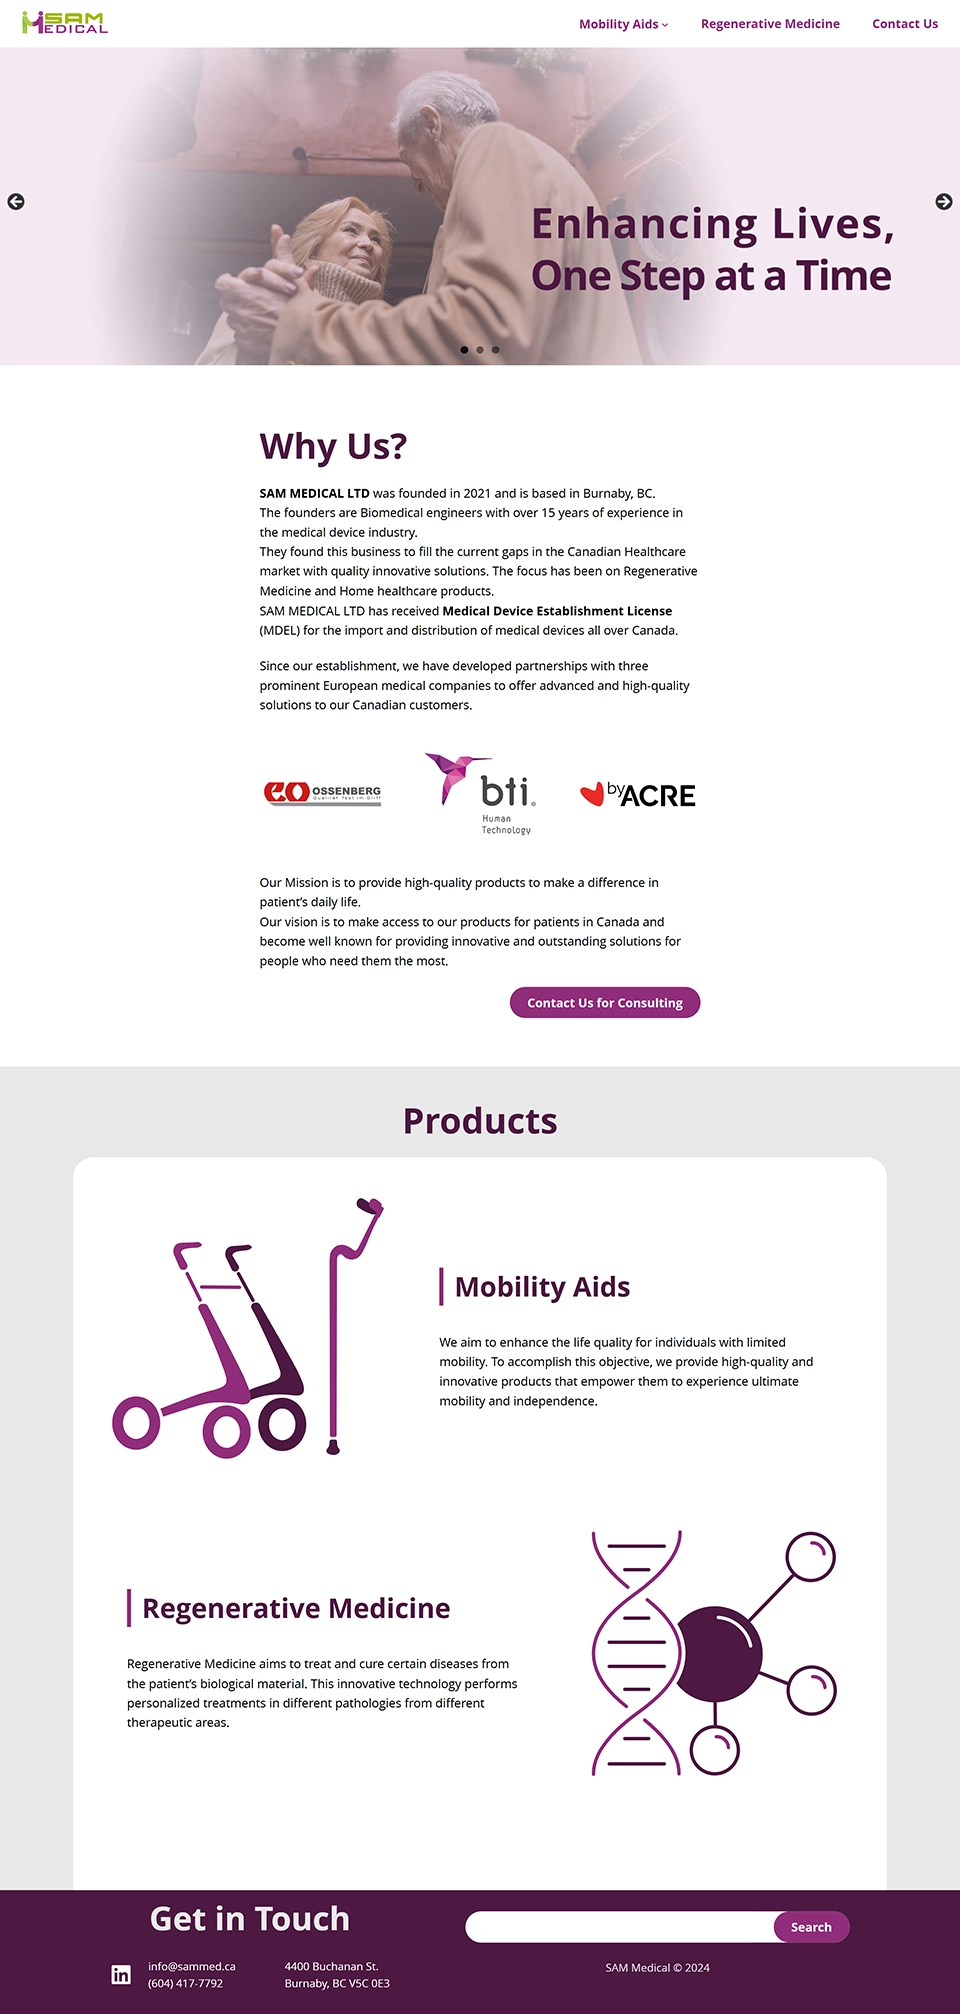 SAM
MEDICAL
Mobility Aids
Regenerative Medicine
Contact Us
Enhancing Lives,
One Step at a Time
Why Us?
SAM MEDICAL LTD was founded in 2021 and is based in Burnaby, BC.
The founders are Biomedical engineers with over 15 years of experience in
the medical device industry.
They found this business to fill the current gaps in the Canadian Healthcare
market with quality innovative solutions. The focus has been on Regenerative
Medicine and Home healthcare products.
SAM MEDICAL LTD has received Medical Device Establishment License
(MDEL) for the import and distribution of medical devices all over Canada.
Since our establishment, we have developed partnerships with three
prominent European medical companies to offer advanced and high-quality
solutions to our Canadian customers.
eo OSSENBERG
Qualität fest im Griff
bti®
Human
Technology
byACRE
Our Mission is to provide high-quality products to make a difference in
patient’s daily life.
Our vision is to make access to our products for patients in Canada and
become well known for providing innovative and outstanding solutions for
people who need them the most.
Contact Us for Consulting
Products
Mobility Aids
We aim to enhance the life quality for individuals with limited
mobility. To accomplish this objective, we provide high-quality and
innovative products that empower them to experience ultimate
mobility and independence.
Regenerative Medicine
Regenerative Medicine aims to treat and cure certain diseases from
the patient’s biological material. This innovative technology performs
personalized treatments in different pathologies from different
therapeutic areas.
Get in Touch
Search
in
info@sammed.ca
(604) 417-7792
4400 Buchanan St.
Burnaby, BC V5C 0E3
SAM Medical © 2024